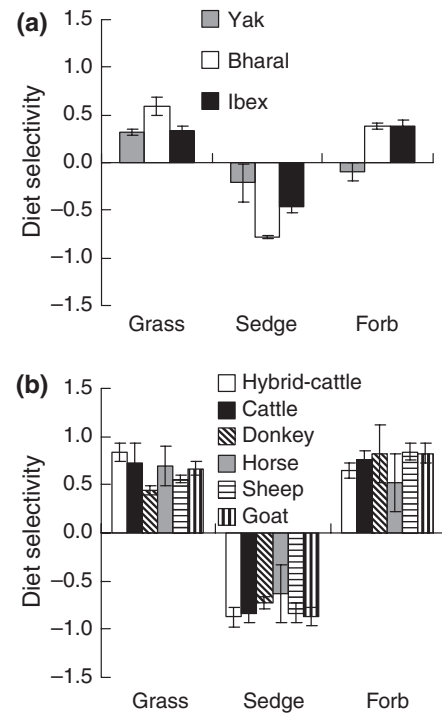 (a)
Yak
Bharal
Ibex
Diet selectivity
1.5
1.0
0.5
0.0
−0.5
−1.0
−1.5
Grass Sedge Forb
(b)
Hybrid-cattle
Cattle
Donkey
Horse
Sheep
Goat
Diet selectivity
1.5
1.0
0.5
0.0
−0.5
−1.0
−1.5
Grass Sedge Forb